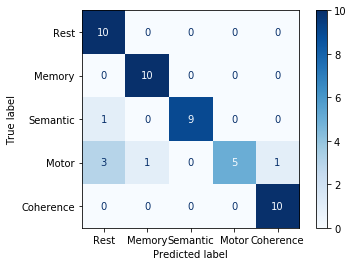 10
Rest 10 0 0 0 0
Memory 0 10 0 0 0
8
Semantic 1 0 9 0 0
6
True label
4
Motor 3 1 0 5 1
2
Coherence 0 0 0 0 10
0
Rest Memory Semantic Motor Coherence
Predicted label